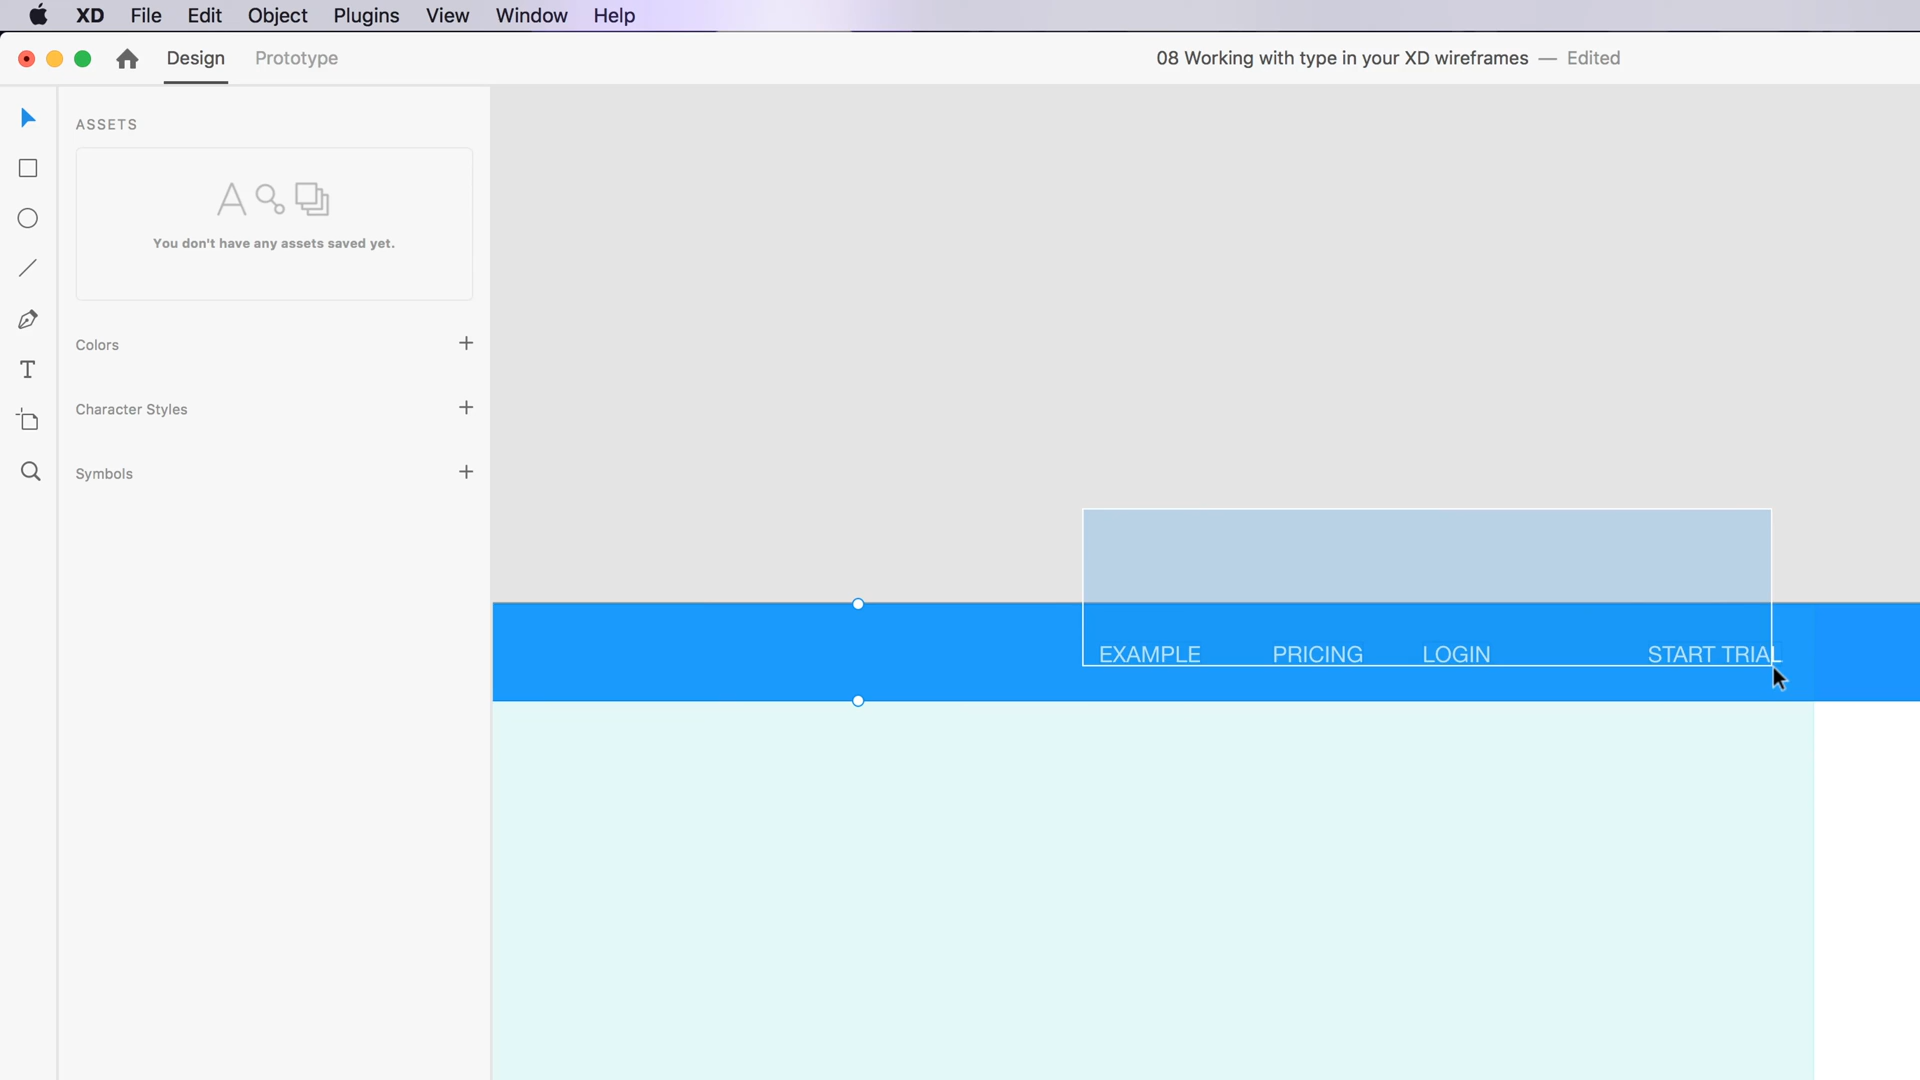 XD File Edit Object Plugins View Window Help
Design Prototype 08 Working with type in your XD wireframes — Edited
ASSETS
You don't have any assets saved yet.
Colors
Character Styles
Symbols
EXAMPLE PRICING LOGIN START TRIAL